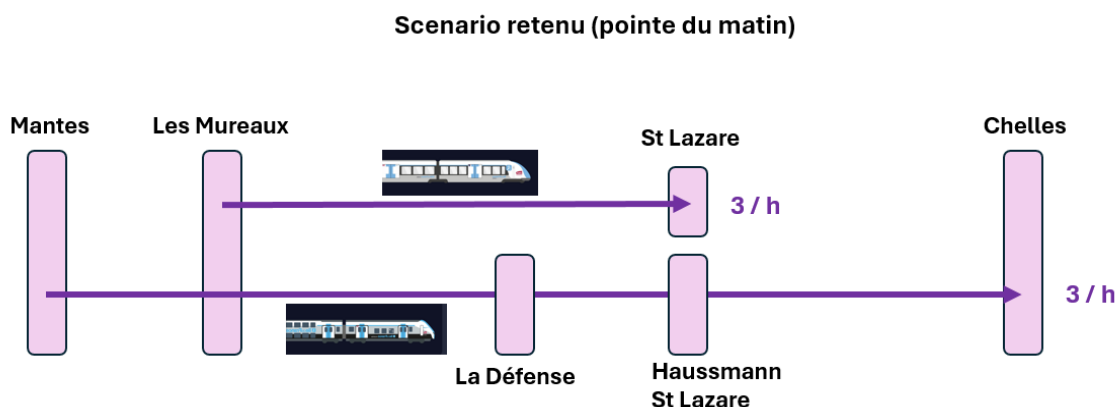 Scenario retenu (pointe du matin)
Mantes
Les Mureaux
St Lazare
Chelles
3 / h
3 / h
La Défense
Haussmann
St Lazare